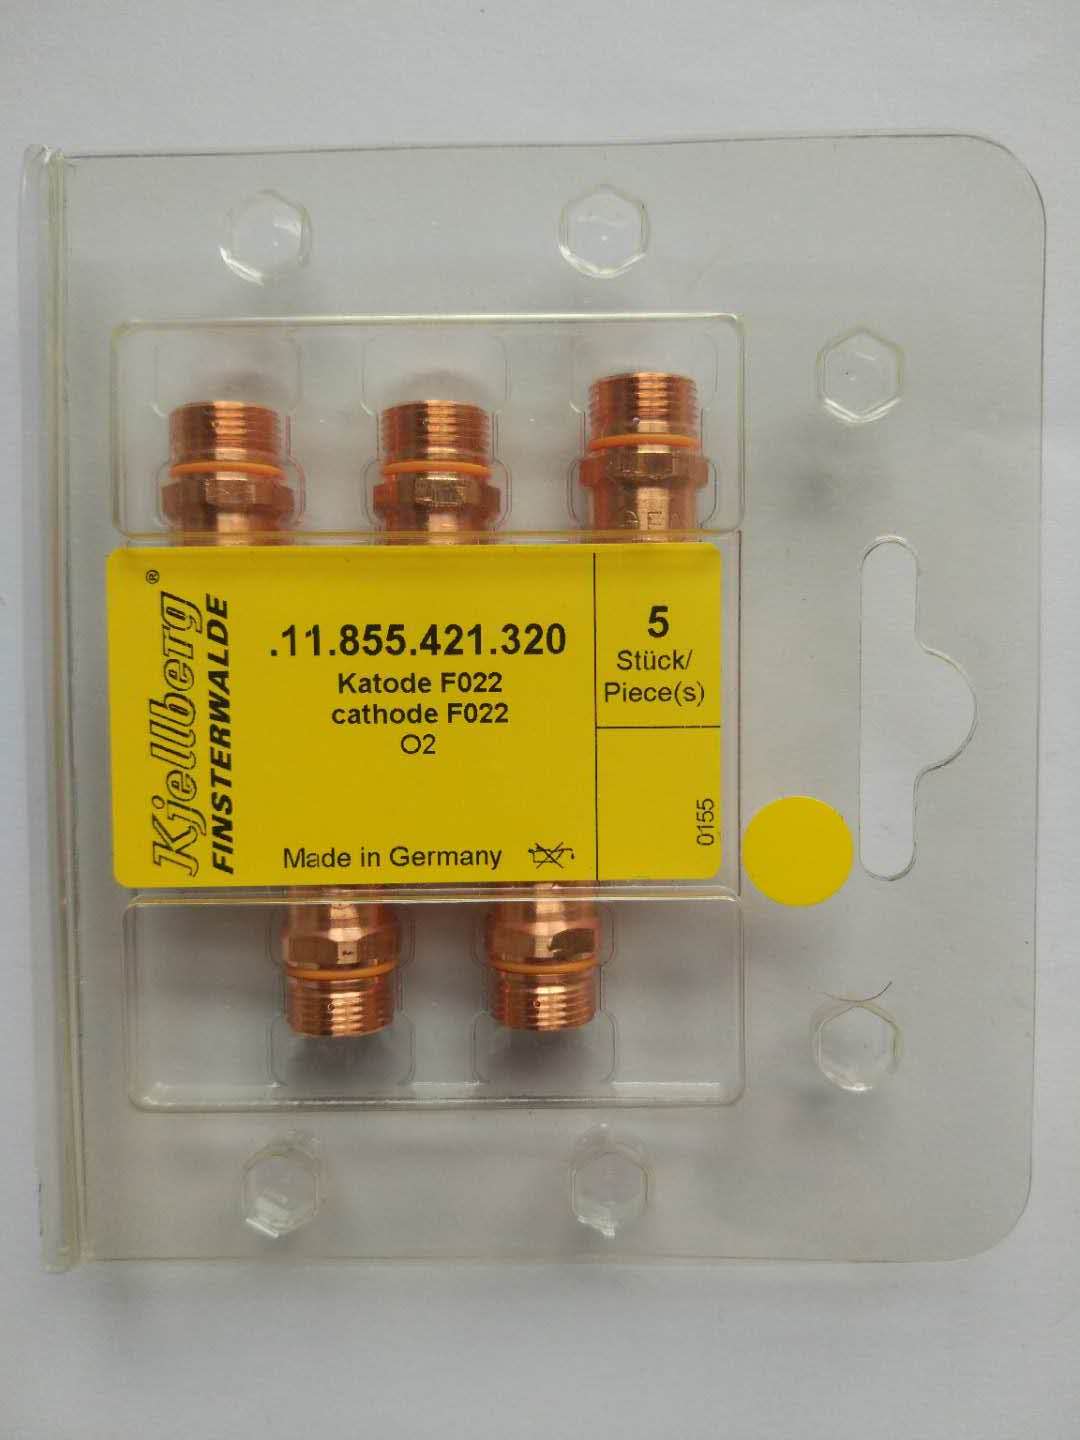 Kjellberg®
FINSTERWALDE
.11.855.421.320
Katode F022
cathode F022
O2
Made in Germany
5
Stück/
Piece(s)
0155